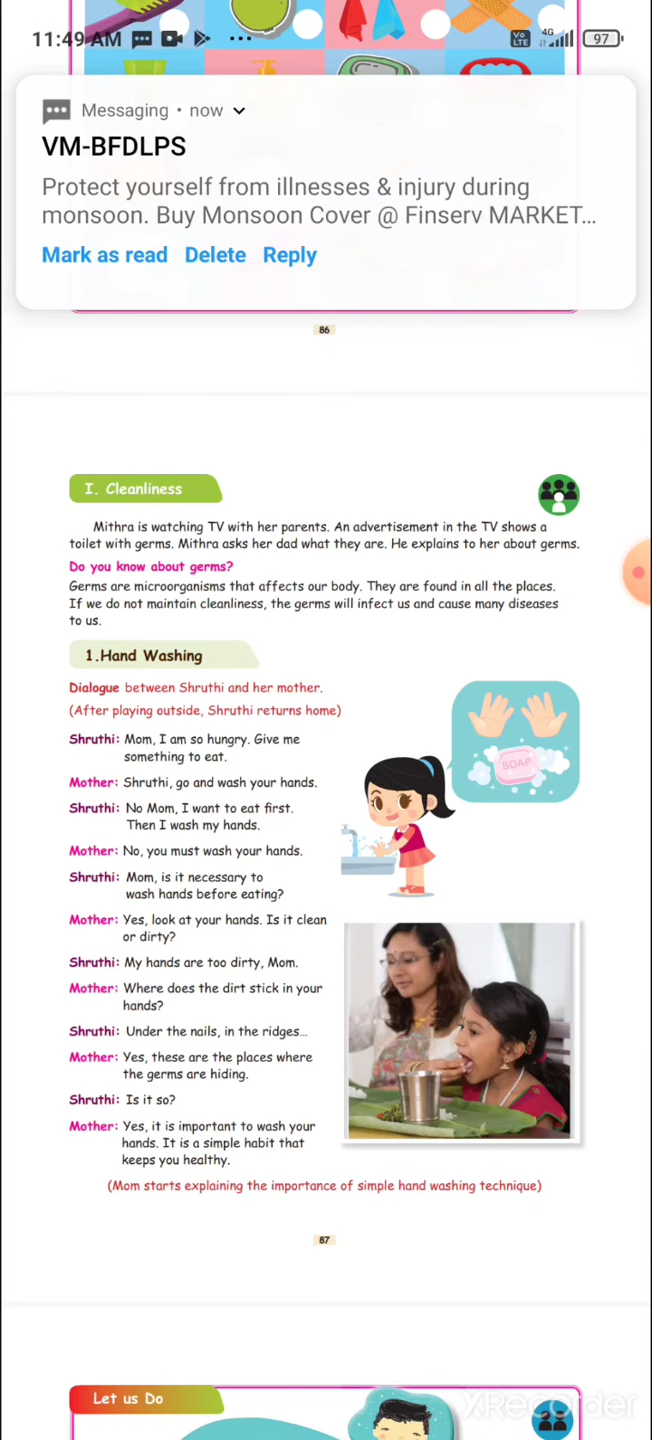 11:49 AM
Vo LTE 4G 97
Messaging • now
VM-BFDLPS
Protect yourself from illnesses & injury during
monsoon. Buy Monsoon Cover @ Finserv MARKET...
Mark as read Delete Reply
86
I. Cleanliness
Mithra is watching TV with her parents. An advertisement in the TV shows a
toilet with germs. Mithra asks her dad what they are. He explains to her about germs.
Do you know about germs?
Germs are microorganisms that affects our body. They are found in all the places.
If we do not maintain cleanliness, the germs will infect us and cause many diseases
to us.
1.Hand Washing
Dialogue between Shruthi and her mother.
(After playing outside, Shruthi returns home)
Shruthi: Mom, I am so hungry. Give me
something to eat.
Mother: Shruthi, go and wash your hands.
Shruthi: No Mom, I want to eat first.
Then I wash my hands.
Mother: No, you must wash your hands.
Shruthi: Mom, is it necessary to
wash hands before eating?
Mother: Yes, look at your hands. Is it clean
or dirty?
Shruthi: My hands are too dirty, Mom.
Mother: Where does the dirt stick in your
hands?
Shruthi: Under the nails, in the ridges...
Mother: Yes, these are the places where
the germs are hiding.
Shruthi: Is it so?
Mother: Yes, it is important to wash your
hands. It is a simple habit that
keeps you healthy.
SOAP
(Mom starts explaining the importance of simple hand washing technique)
87
Let us Do
XRecorder